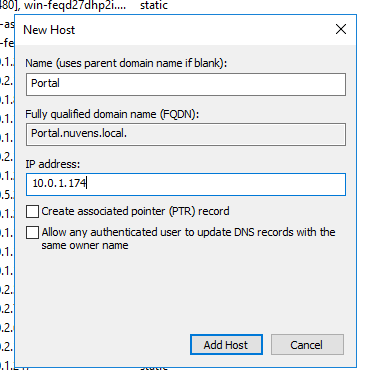 480], win-feqd27dhp2i.... static
New Host
Name (uses parent domain name if blank):
Portal
Fully qualified domain name (FQDN):
Portal.nuvens.local.
IP address:
10.0.1.174
Create associated pointer (PTR) record
Allow any authenticated user to update DNS records with the
same owner name
Add Host Cancel